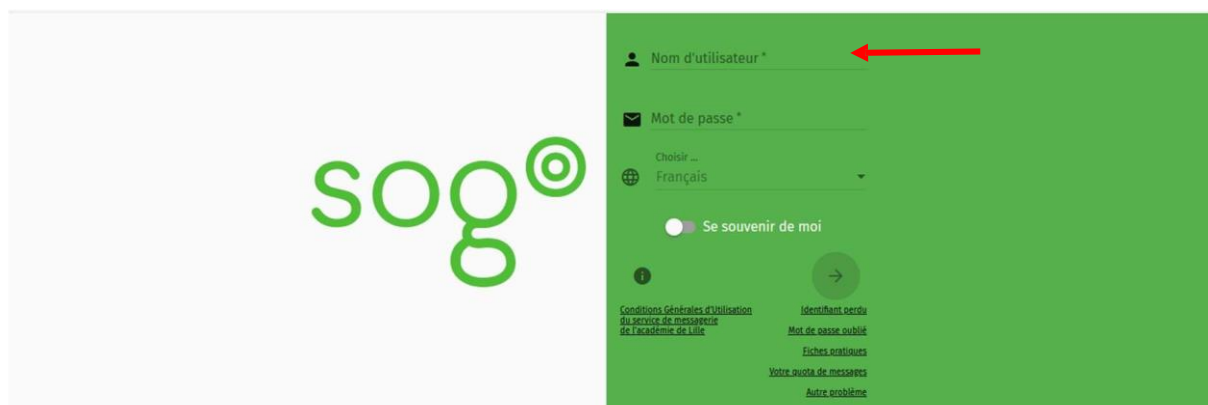 sogo
Nom d'utilisateur *
Mot de passe *
Choisir ...
Français
Se souvenir de moi
Conditions Générales d'Utilisation
du service de messagerie
de l'académie de Lille
Identifiant perdu
Mot de passe oublié
Fiches pratiques
Votre quota de messages
Autre problème